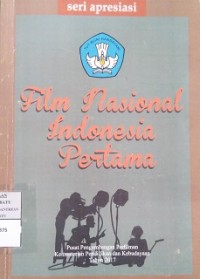 seri apresiasi
Film Nasional
Indonesia
Pertama
Pusat Pengembangan Perfilman
Kementerian Pendidikan dan Kebudayaan
Tahun 2017